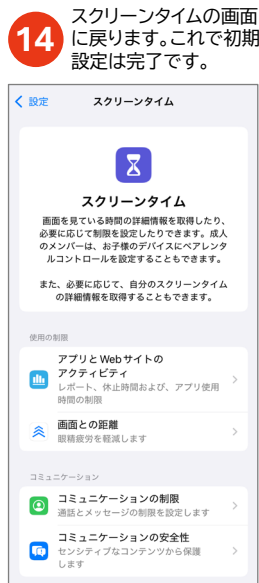 14
スクリーンタイムの画面
に戻ります。これで初期
設定は完了です。
設定
スクリーンタイム
スクリーンタイム
画面を見ている時間の詳細情報を取得したり、
必要に応じて制限を設定したりできます。成人
のメンバーは、お子様のデバイスにペアレンタ
ルコントロールを設定することもできます。
また、必要に応じて、自分のスクリーンタイム
の詳細情報を取得することもできます。
使用の制限
アプリとWebサイトの
アクティビティ
レポート、休止時間および、アプリ使用
時間の制限
画面との距離
眼精疲労を軽減します
コミュニケーション
コミュニケーションの制限
通話とメッセージの制限を設定します
コミュニケーションの安全性
センシティブなコンテンツから保護
します